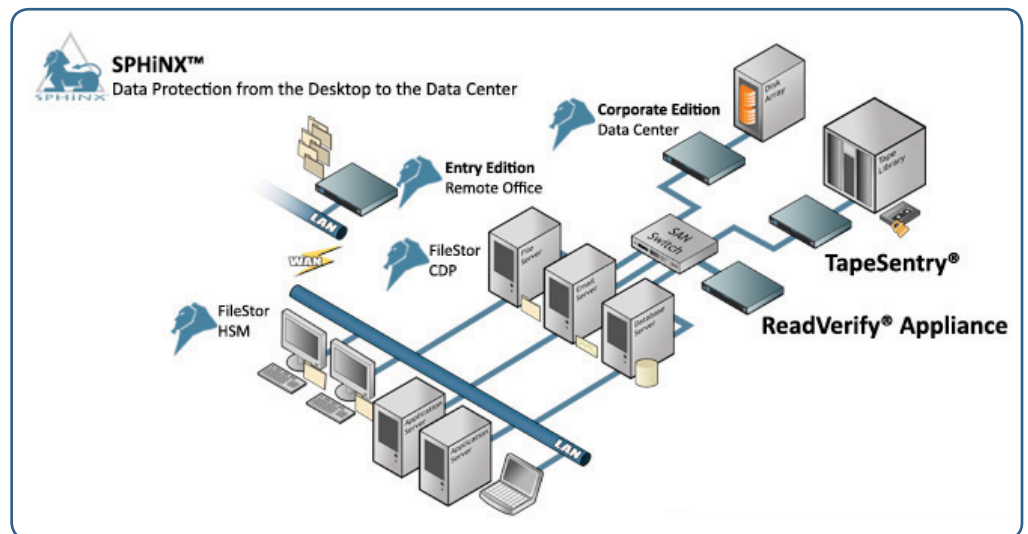 SPHiNX™
Data Protection from the Desktop to the Data Center
SPHiNX
Corporate Edition
Data Center
Disk
Array
Tape
Library
Entry Edition
Remote Office
LAN
WAN
FileStor
CDP
File
Server
Email
Server
Database
Server
SAN
Switch
TapeSentry®
ReadVerify® Appliance
FileStor
HSM
Application
Server
Application
Server
LAN